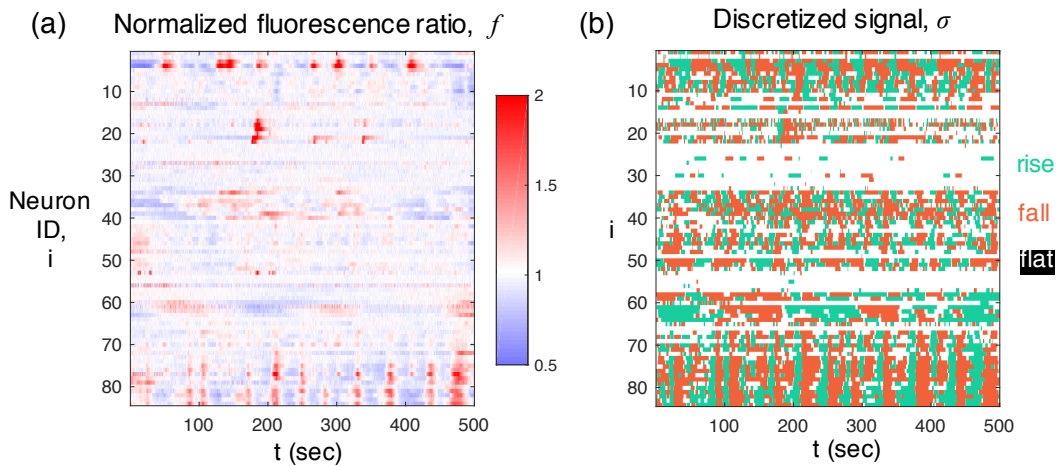 (a) Normalized fluorescence ratio, f
10
20
30
40
50
60
70
80
Neuron
ID,
i
100 200 300 400 500
t (sec)
2
1.5
1
0.5
(b) Discretized signal, σ
10
20
30
40
50
60
70
80
i
100 200 300 400 500
t (sec)
rise
fall
flat